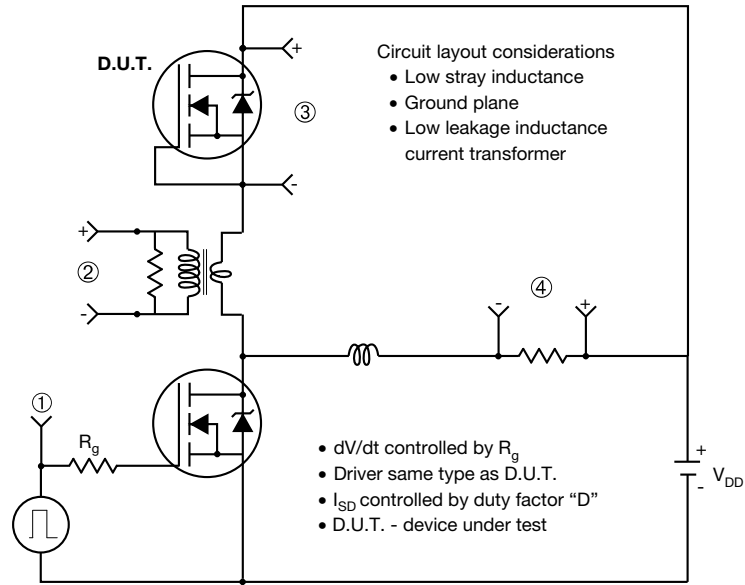 D.U.T.
+
③
-
Circuit layout considerations
• Low stray inductance
• Ground plane
• Low leakage inductance
current transformer
+
②
-
-
④
+
①
Rg
• dV/dt controlled by Rg
• Driver same type as D.U.T.
• ISD controlled by duty factor “D”
• D.U.T. - device under test
+
-
VDD